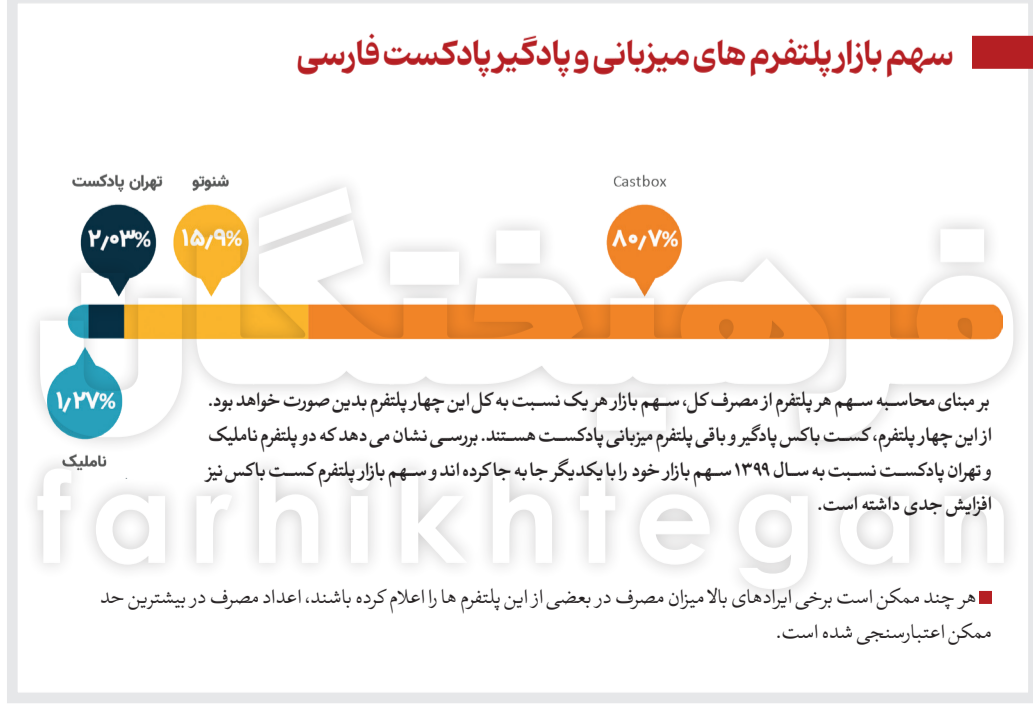 سهم بازار پلتفرم های میزبانی و پادگیر پادکست فارسی
Castbox
شنوتو
تهران پادکست
۸۰٫۷%
۱۵٫۹%
۲٫۰۳%
۱٫۲۷%
ناملیک
بر مبنای محاسبه سهم هر پلتفرم از مصرف کل، سهم بازار هر یک نسبت به کل این چهار پلتفرم بدین صورت خواهد بود.
از این چهار پلتفرم، کست باکس پادگیر و باقی پلتفرم میزبانی پادکست هستند. بررسی نشان می دهد که دو پلتفرم ناملیک
و تهران پادکست نسبت به سال ۱۳۹۹ سهم بازار خود را با یکدیگر جا به جا کرده اند و سهم بازار پلتفرم کست باکس نیز
افزایش جدی داشته است.
هر چند ممکن است برخی ایرادهای بالا میزان مصرف در بعضی از این پلتفرم ها را اعلام کرده باشند، اعداد مصرف در بیشترین حد
ممکن اعتبارسنجی شده است.
فرهیختگان
farhikhtegan